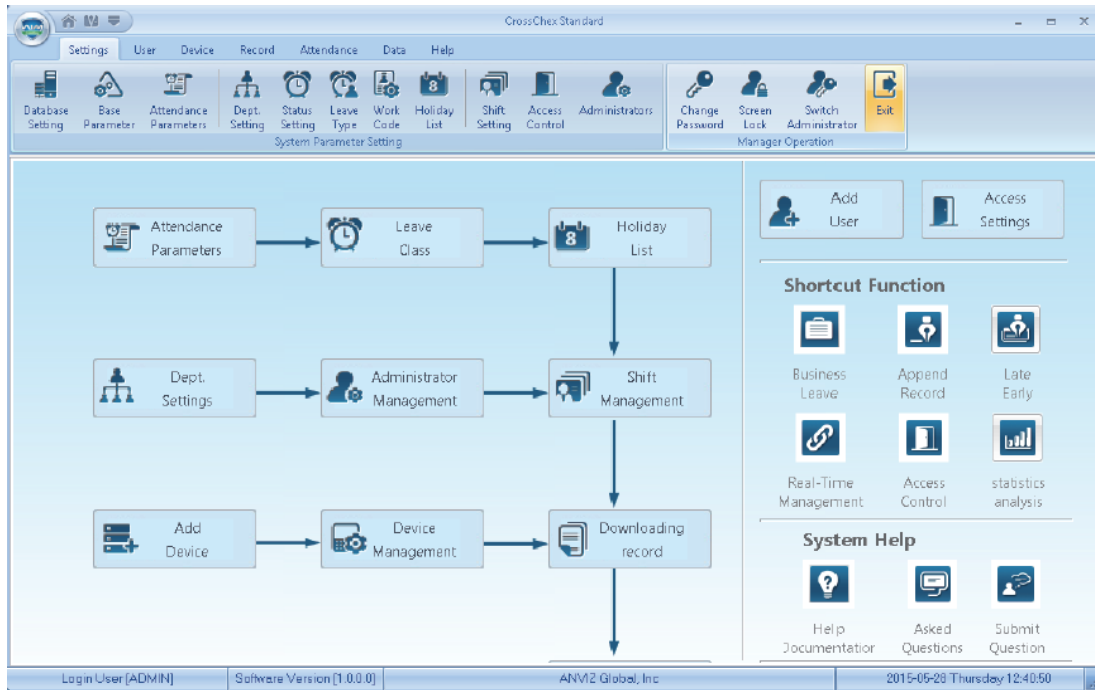 CrossChex Standard
Settings User Device Record Attendance Data Help
Database Setting
Base Parameter
Attendance Parameters
Dept. Setting
Status Setting
Leave Type
Work Code
Holiday List
Shift Setting
Access Control
Administrators
Change Password
Screen Lock
Switch Administrator
Exit
System Parameter Setting
Manager Operation
Attendance
Parameters
Leave
Class
Holiday
List
8
Add
User
Access
Settings
Shortcut Function
Business
Leave
Append
Record
Late
Early
Dept.
Settings
Administrator
Management
Shift
Management
Real-Time
Management
Access
Control
statistics
analysis
Add
Device
Device
Management
Downloading
record
System Help
Help
Documentatior
Asked
Questions
Submit
Question
Login User [ADMIN] Software Version [1.0.0.0] ANVIZ Global, Inc 2015-05-28 Thursday 12:40:50